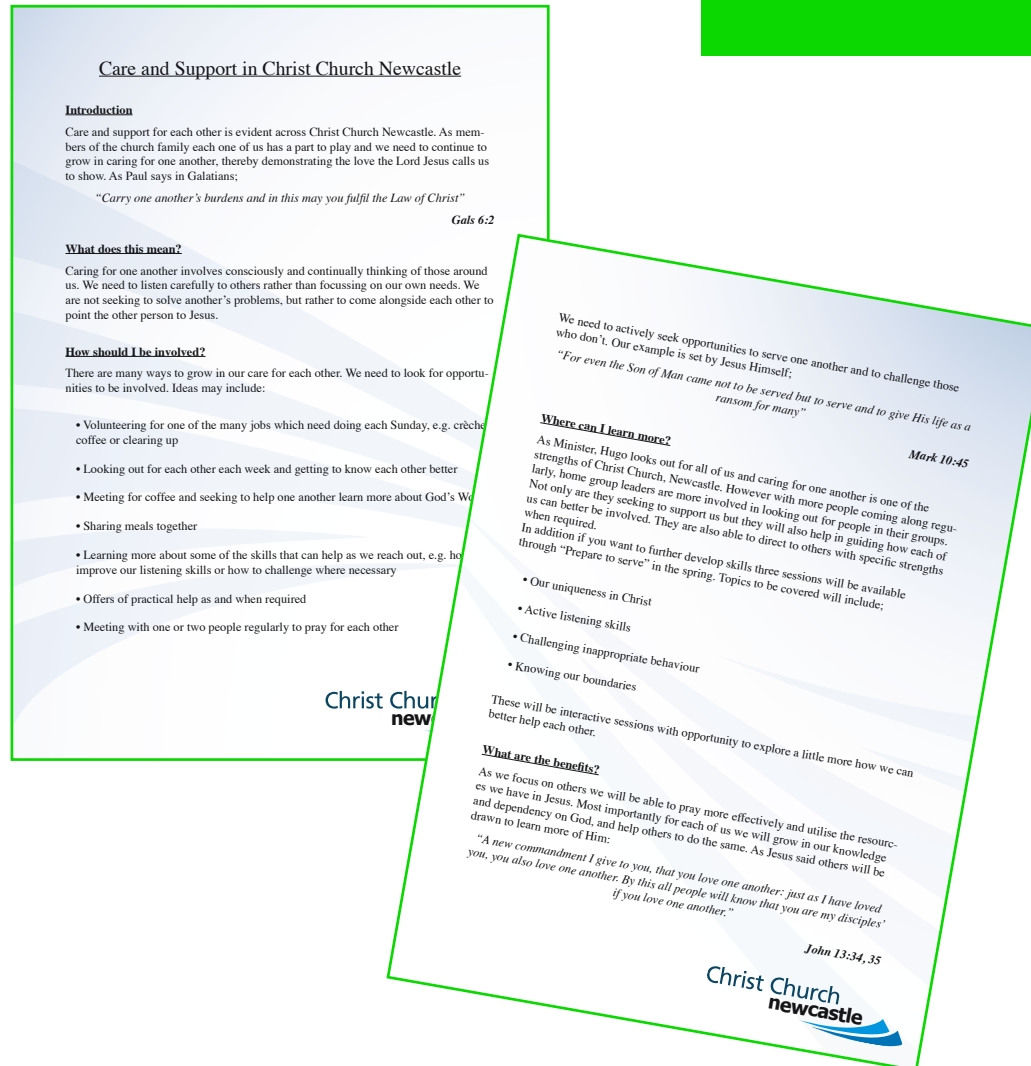 Care and Support in Christ Church Newcastle
Introduction
Care and support for each other is evident across Christ Church Newcastle. As mem-
bers of the church family each one of us has a part to play and we need to continue to
grow in caring for one another, thereby demonstrating the love the Lord Jesus calls us
to show. As Paul says in Galatians;
“Carry one another’s burdens and in this may you fulfil the Law of Christ”
Gals 6:2
What does this mean?
Caring for one another involves consciously and continually thinking of those around
us. We need to listen carefully to others rather than focussing on our own needs. We
are not seeking to solve another’s problems, but rather to come alongside each other to
point the other person to Jesus.
How should I be involved?
There are many ways to grow in our care for each other. We need to look for opportu-
nities to be involved. Ideas may include:
• Volunteering for one of the many jobs which need doing each Sunday, e.g. crèche
coffee or clearing up
• Looking out for each other each week and getting to know each other better
• Meeting for coffee and seeking to help one another learn more about God’s
• Sharing meals together
• Learning more about some of the skills that can help as we reach out, e.g.
improve our listening skills or how to challenge where necessary
• Offers of practical help as and when required
• Meeting with one or two people regularly to pray for each other
Christ
We need to actively seek opportunities to serve one another and to challenge those
who don’t. Our example is set by Jesus Himself;
“For even the Son of Man came not to be served but to serve and to give His life as a
ransom for many”
Mark 10:45
Where can I learn more?
As Minister, Hugo looks out for all of us and caring for one another is one of the
strengths of Christ Church, Newcastle. However with more people coming along regu-
larly, home group leaders are more involved in looking out for people in their groups.
Not only are they seeking to support us but they will also help in guiding how each of
us can better be involved. They are also able to direct to others with specific strengths
when required.
In addition if you want to further develop skills three sessions will be available
through “Prepare to serve” in the spring. Topics to be covered will include;
• Our uniqueness in Christ
• Active listening skills
• Challenging inappropriate behaviour
• Knowing our boundaries
These will be interactive sessions with opportunity to explore a little more how we can
better help each other.
What are the benefits?
As we focus on others we will be able to pray more effectively and utilise the resourc-
es we have in Jesus. Most importantly for each of us we will grow in our knowledge
and dependency on God, and help others to do the same. As Jesus said others will be
drawn to learn more of Him:
“A new commandment I give to you, that you love one another: just as I have loved
you, you also love one another. By this all people will know that you are my disciples’
if you love one another.”
John 13:34, 35
Christ Church
newcastle